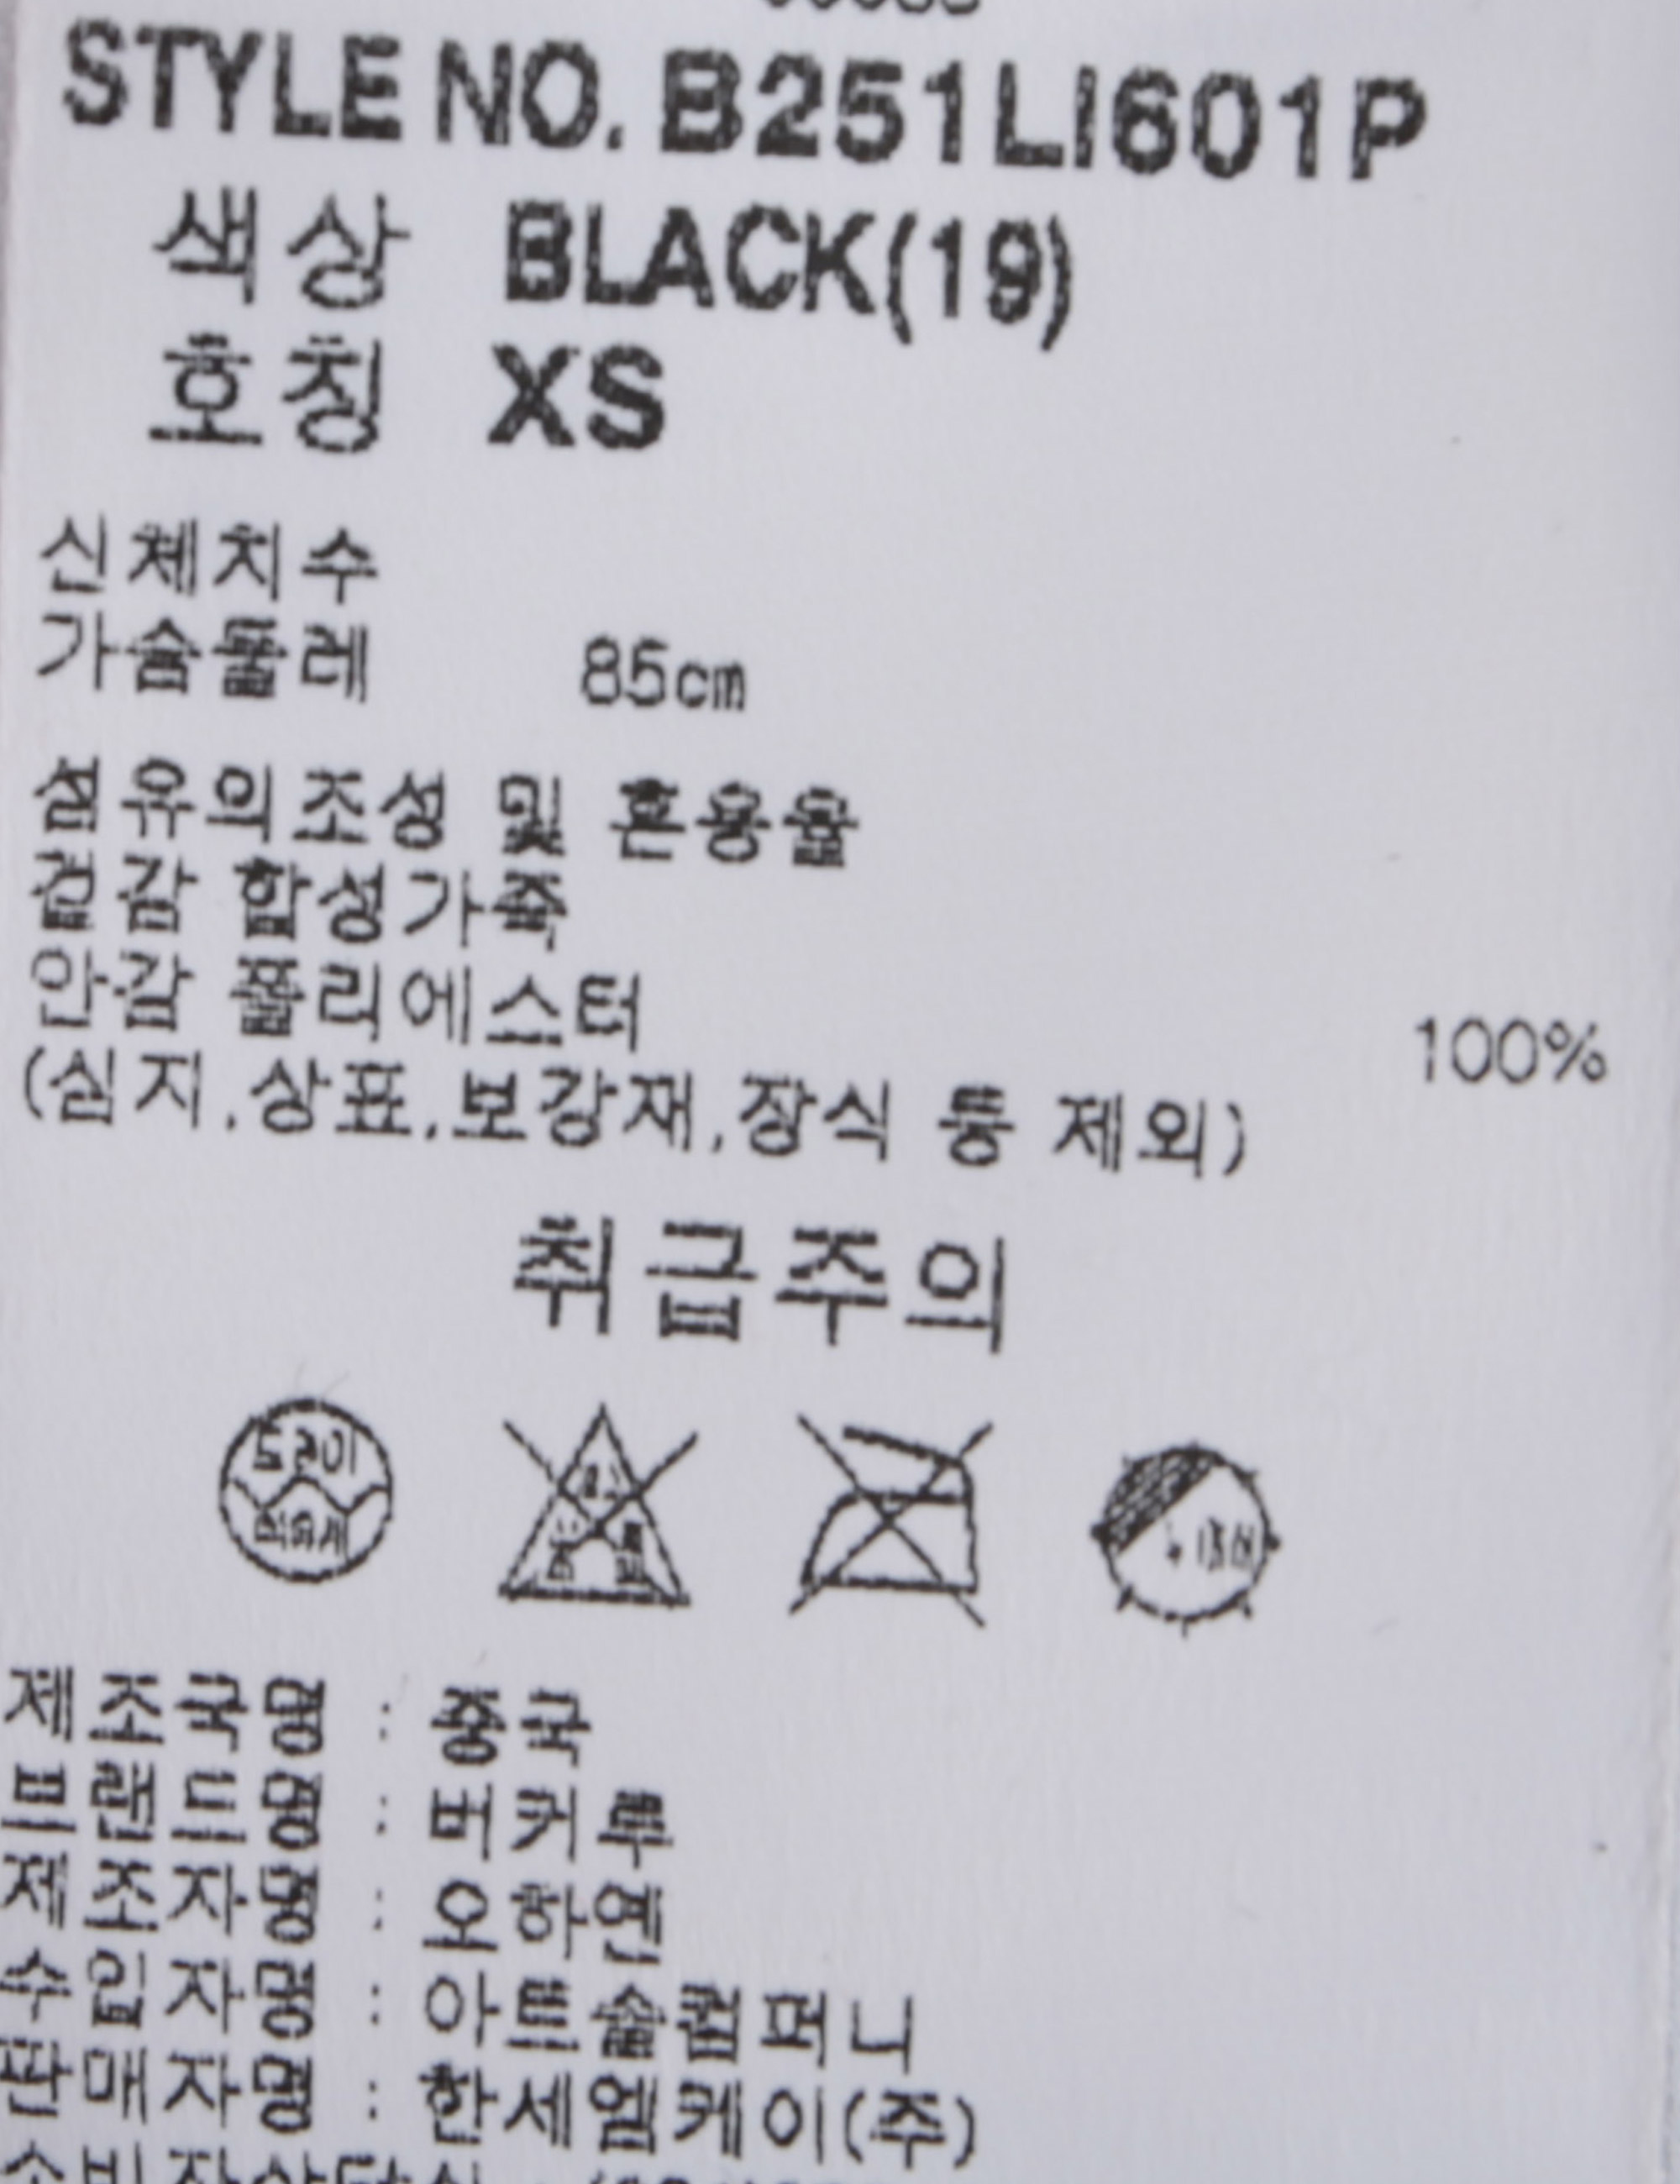 STYLE NO. B251LI601P
색상 BLACK(19)
호칭 XS
신체치수
가슴둘레 85cm
섬유의조성 및 혼용율
겉감 합성가죽
안감 폴리에스터 100%
(심지,상표,보강재,장식 등 제외)
취급주의
드라이
제조국명 : 중국
브랜드명 : 버커루
제조자명 : 오하옌
수입자명 : 아트솔컴퍼니
판매자명 : 한세엠케이(주)